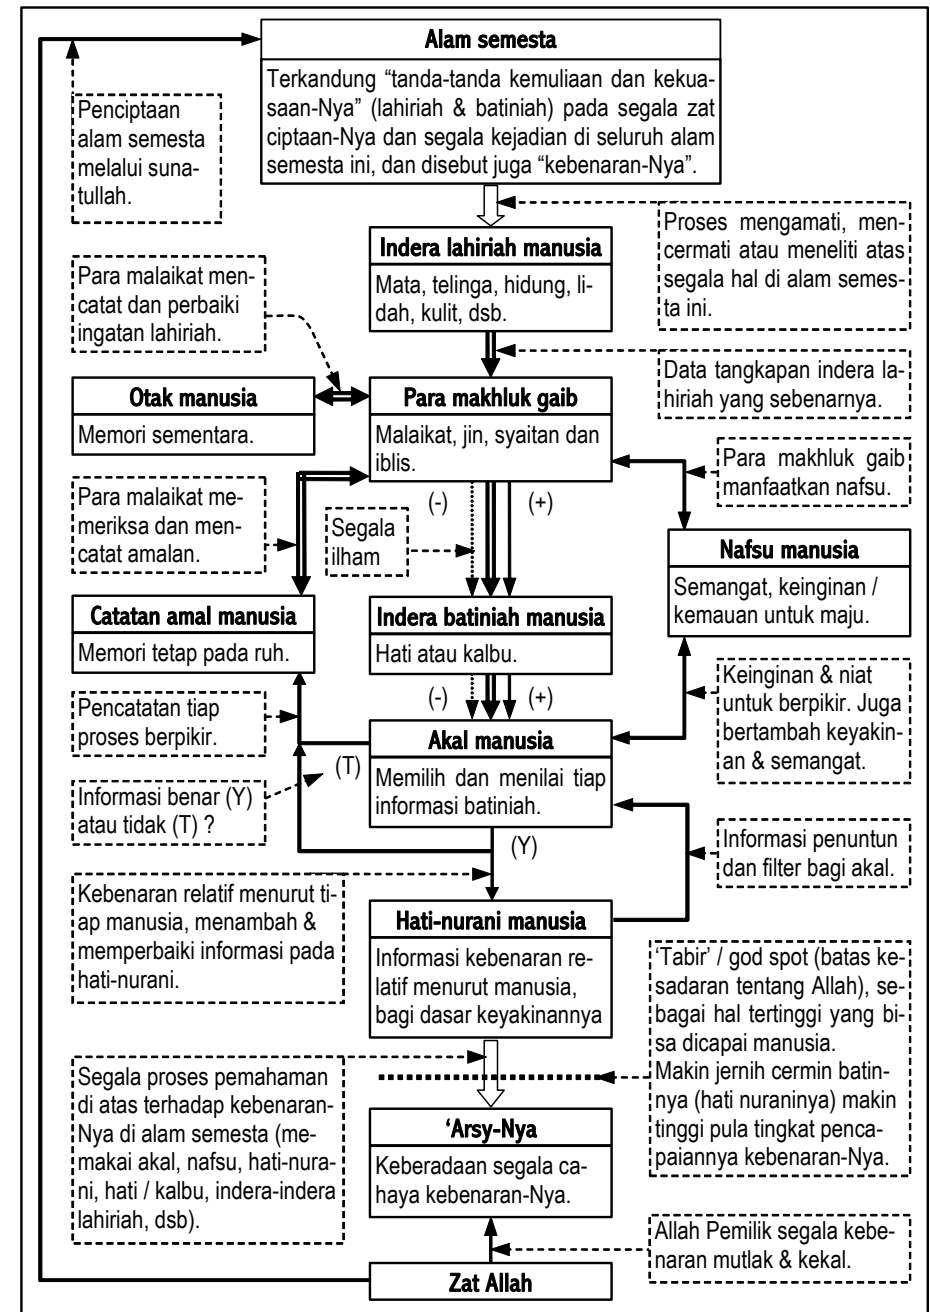 Alam semesta
Terkandung “tanda-tanda kemuliaan dan kekua-
saan-Nya” (lahiriah & batiniah) pada segala zat
ciptaan-Nya dan segala kejadian di seluruh alam
semesta ini, dan disebut juga “kebenaran-Nya”.
Penciptaan
alam semesta
melalui suna-
tullah.
Proses mengamati, men-
cermati atau meneliti atas
segala hal di alam semes-
ta ini.
Indera lahiriah manusia
Mata, telinga, hidung, li-
dah, kulit, dsb.
Para malaikat men-
catat dan perbaiki
ingatan lahiriah.
Data tangkapan indera la-
hiriah yang sebenarnya.
Otak manusia
Memori sementara.
Para makhluk gaib
Malaikat, jin, syaitan dan
iblis.
Para makhluk gaib
manfaatkan nafsu.
Para malaikat me-
meriksa dan men-
catat amalan.
(-)
(+)
Segala
ilham
Nafsu manusia
Semangat, keinginan /
kemauan untuk maju.
Catatan amal manusia
Memori tetap pada ruh.
Indera batiniah manusia
Hati atau kalbu.
Keinginan & niat
untuk berpikir. Juga
bertambah keyakin-
an & semangat.
Pencatatan tiap
proses berpikir.
(-)
(+)
Akal manusia
Memilih dan menilai tiap
informasi batiniah.
(T)
Informasi benar (Y)
atau tidak (T) ?
(Y)
Informasi penuntun
dan filter bagi akal.
Kebenaran relatif menurut ti-
ap manusia, menambah &
memperbaiki informasi pada
hati-nurani.
Hati-nurani manusia
Informasi kebenaran re-
latif menurut manusia,
bagi dasar keyakinannya
‘Tabir’ / god spot (batas ke-
sadaran tentang Allah), se-
bagai hal tertinggi yang bi-
sa dicapai manusia.
Makin jernih cermin batin-
nya (hati nuraninya) makin
tinggi pula tingkat penca-
paiannya kebenaran-Nya.
Segala proses pemahaman
di atas terhadap kebenaran-
Nya di alam semesta (me-
makai akal, nafsu, hati-nura-
ni, hati / kalbu, indera-indera
lahiriah, dsb).
‘Arsy-Nya
Keberadaan segala ca-
haya kebenaran-Nya.
Allah Pemilik segala kebe-
naran mutlak & kekal.
Zat Allah